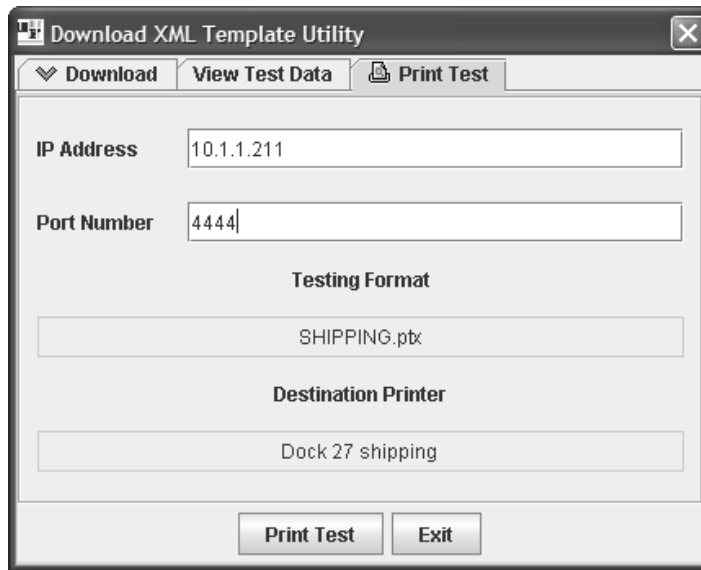 Download XML Template Utility
Download View Test Data Print Test
IP Address 10.1.1.211
Port Number 4444
Testing Format
SHIPPING.ptx
Destination Printer
Dock 27 shipping
Print Test Exit